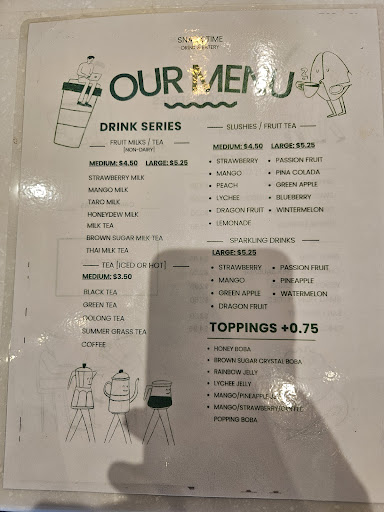 TIME
OUR MENU
DRINK SERIES
FRUIT MILKS / TEA
[NON-DAIRY]
MEDIUM: $4.50 LARGE: $5.25
STRAWBERRY MILK
MANGO MILK
TARO MILK
HONEYDEW MILK
MILK TEA
BROWN SUGAR MILK TEA
THAI MILK TEA
TEA [ICED OR HOT]
MEDIUM: $3.50
BLACK TEA
GREEN TEA
OOLONG TEA
SUMMER GRASS TEA
COFFEE
SLUSHIES / FRUIT TEA
MEDIUM: $4.50 LARGE: $5.25
• STRAWBERRY • PASSION FRUIT
• MANGO • PINA COLADA
• PEACH • GREEN APPLE
• LYCHEE • BLUEBERRY
• DRAGON FRUIT • WINTERMELON
• LEMONADE
SPARKLING DRINKS
LARGE: $5.25
• STRAWBERRY • PASSION FRUIT
• MANGO • PINEAPPLE
• GREEN APPLE • WATERMELON
• DRAGON FRUIT
TOPPINGS +0.75
• HONEY BOBA
• BROWN SUGAR CRYSTAL BOBA
• RAINBOW JELLY
• LYCHEE JELLY
• MANGO/PINEAPPLE JELLY
• MANGO/STRAWBERRY/
POPPING BOBA